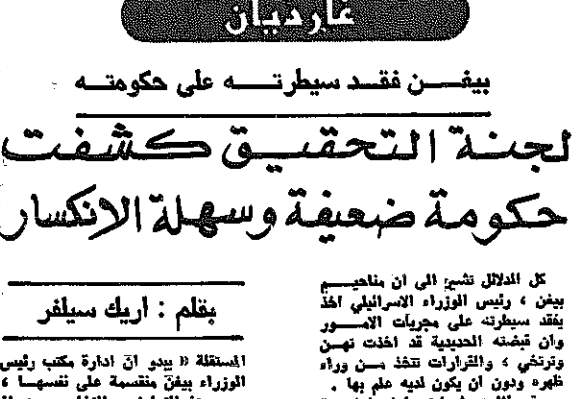 غارديان
بيغن فقد سيطرته على حكومته
لجنة التحقيق كشفت
حكومة ضعيفة وسهلة الانكسار
كل الدلائل تشير الى ان مناحيم
بيغن ، رئيس الوزراء الاسرائيلي اخذ
يفقد سيطرته على مجريات الامور
وان قبضته الحديدية قد اخذت تهن
وترتخي ، والقرارات تتخذ من وراء
ظهره ودون ان يكون لديه علم بها .
بقلم : اريك سيلفر
المستقلة « يبدو ان ادارة مكتب رئيس
الوزراء بيغن منقسمة على نفسها ،